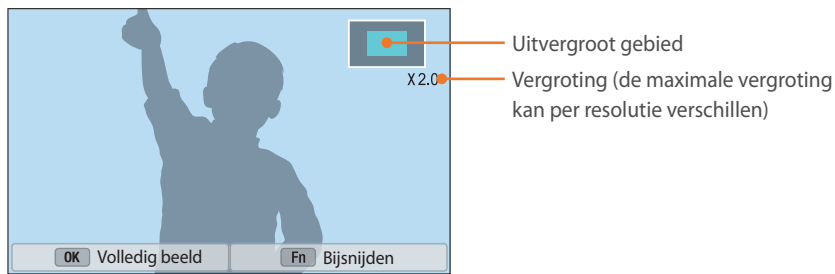 Uitvergroot gebied
X 2.0
Vergroting (de maximale vergroting
kan per resolutie verschillen)
OK Volledig beeld
Fn Bijsnijden